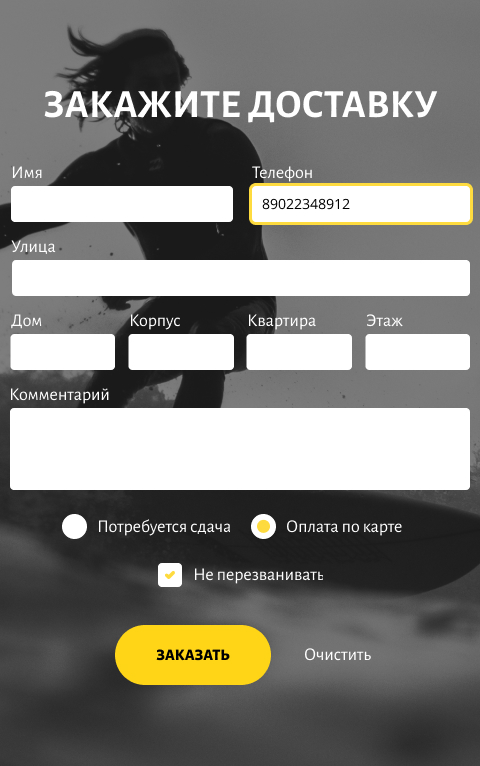 ЗАКАЖИТЕ ДОСТАВКУ
Имя Телефон
89022348912
Улица
Дом Корпус Квартира Этаж
Комментарий
Потребуется сдача Оплата по карте
Не перезванивать
ЗАКАЗАТЬ Очистить